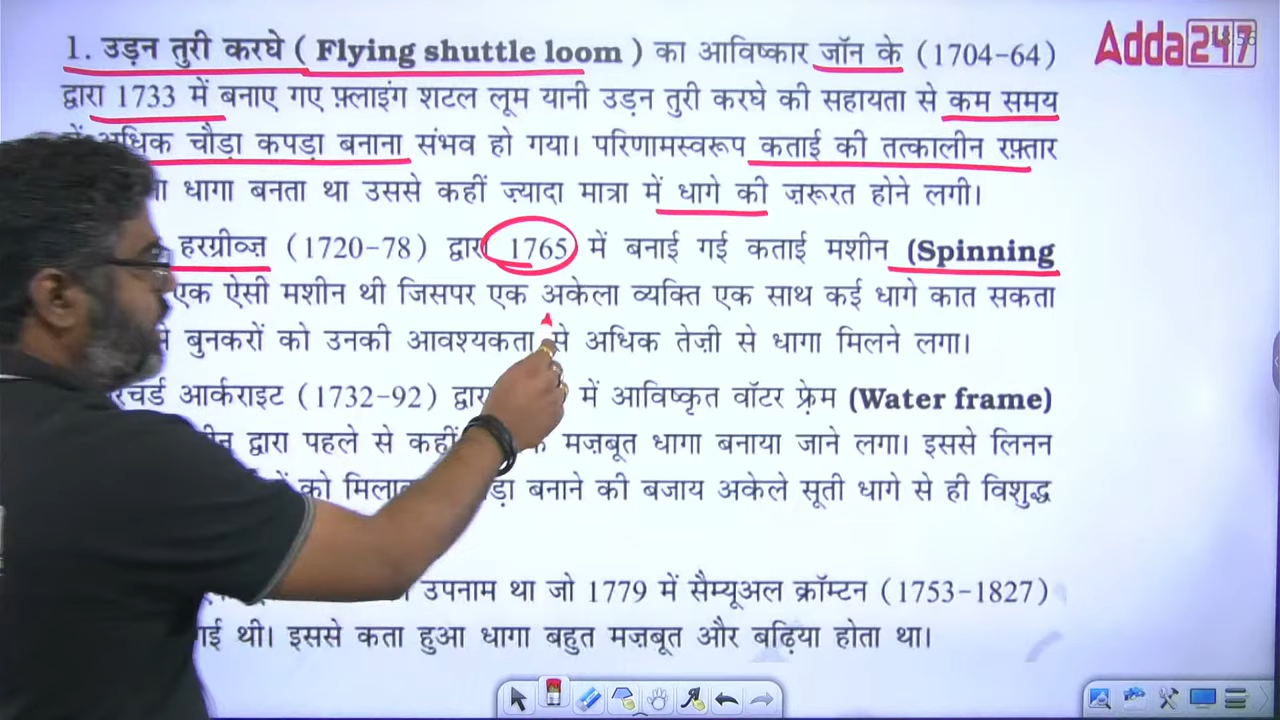 1. उड़न तुरी करघे ( Flying shuttle loom ) का आविष्कार जॉन के (1704-64)
द्वारा 1733 में बनाए गए फ़्लाइंग शटल लूम यानी उड़न तुरी करघे की सहायता से कम समय
अधिक चौड़ा कपड़ा बनाना संभव हो गया। परिणामस्वरूप कताई की तत्कालीन रफ़्तार
धागा बनता था उससे कहीं ज़्यादा मात्रा में धागे की ज़रूरत होने लगी।
हरग्रीव्ज़ (1720-78) द्वारा 1765 में बनाई गई कताई मशीन (Spinning
एक ऐसी मशीन थी जिसपर एक अकेला व्यक्ति एक साथ कई धागे कात सकता
बुनकरों को उनकी आवश्यकता से अधिक तेज़ी से धागा मिलने लगा।
आर्कराइट (1732-92) में आविष्कृत वॉटर फ़्रेम (Water frame)
द्वारा पहले से कहीं मज़बूत धागा बनाया जाने लगा। इससे लिनन
को बनाने की बजाय अकेले सूती धागे से ही विशुद्ध
उपनाम था जो 1779 में सैम्यूअल क्रॉम्टन (1753-1827)
थी। इससे कता हुआ धागा बहुत मज़बूत और बढ़िया होता था।
Adda247